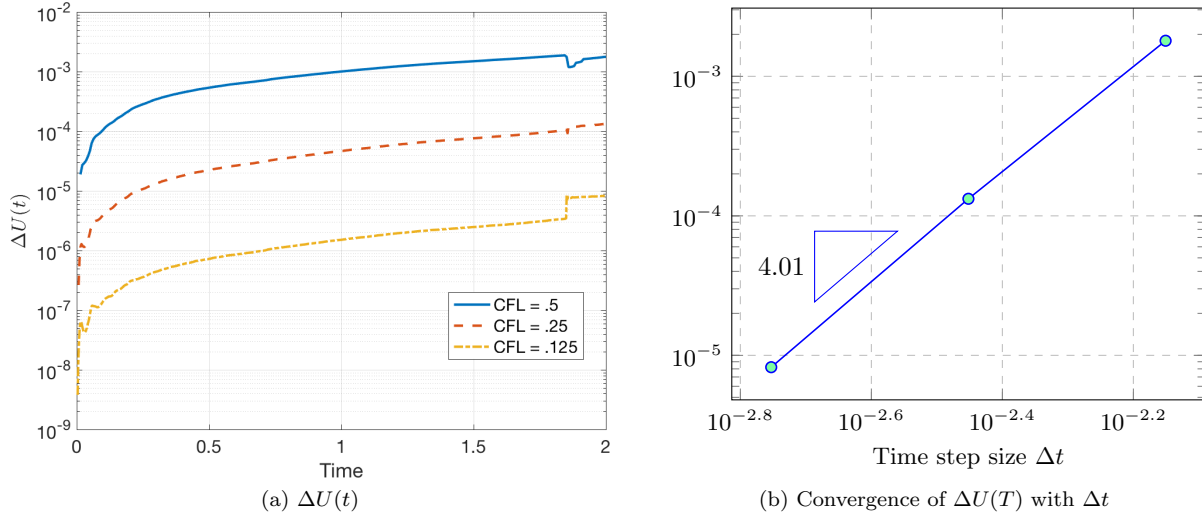 10^{-2}
10^{-3}
10^{-4}
10^{-5}
10^{-6}
10^{-7}
10^{-8}
10^{-9}
ΔU(t)
0
0.5
1
1.5
2
Time
CFL = .5
CFL = .25
CFL = .125
(a) ΔU(t)
10^{-3}
10^{-4}
10^{-5}
4.01
10^{-2.8}
10^{-2.6}
10^{-2.4}
10^{-2.2}
Time step size Δt
(b) Convergence of ΔU(T) with Δt